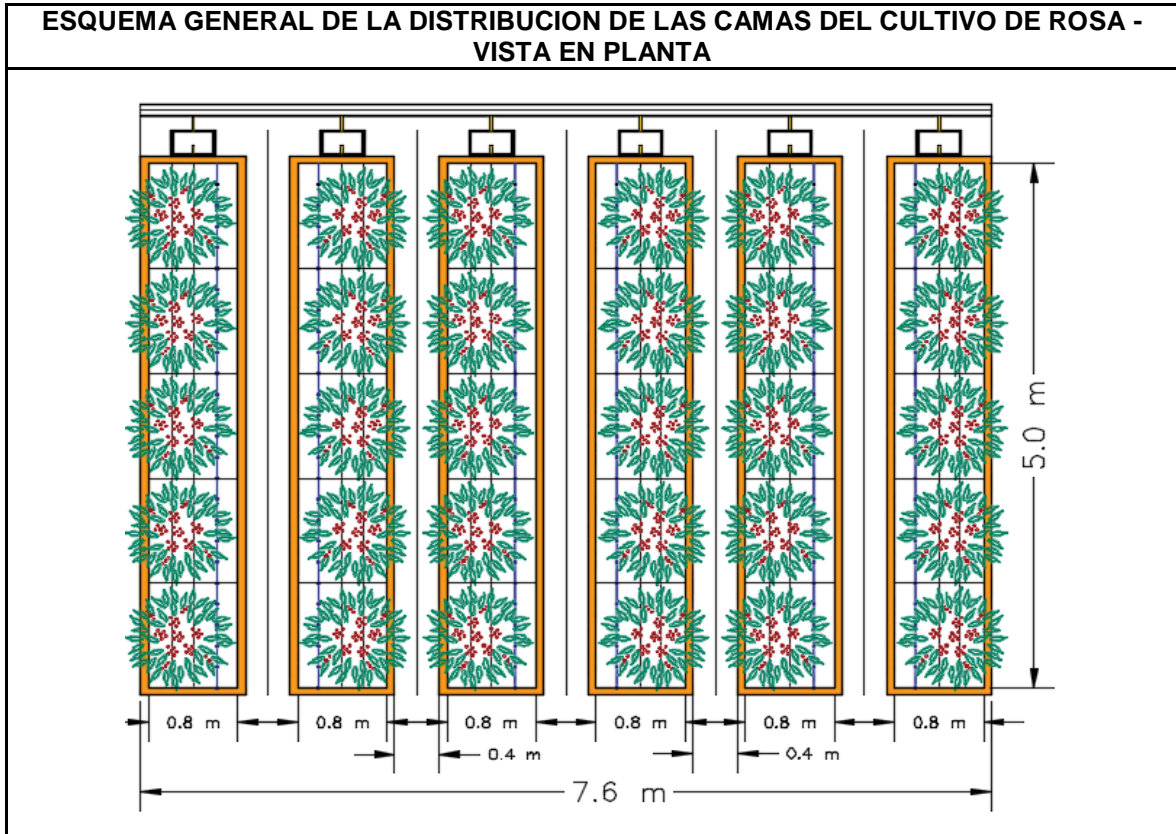 ESQUEMA GENERAL DE LA DISTRIBUCION DE LAS CAMAS DEL CULTIVO DE ROSA -
VISTA EN PLANTA
5.0 m
0.8 m 0.8 m 0.8 m 0.8 m 0.8 m 0.8 m
0.4 m 0.4 m
7.6 m